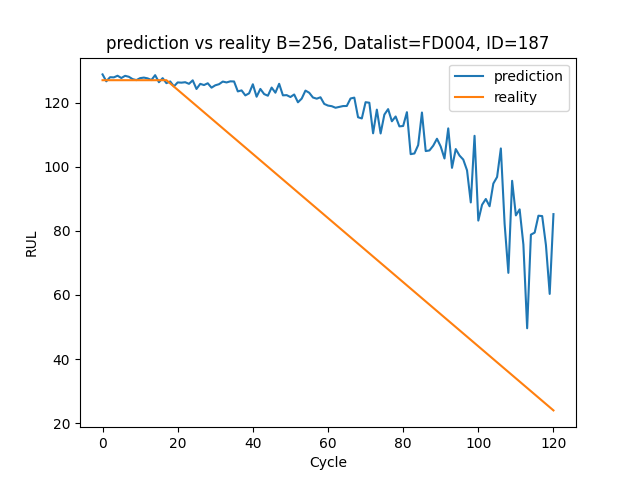 prediction vs reality B=256, Datalist=FD004, ID=187
prediction
reality
RUL
120
100
80
60
40
20
0 20 40 60 80 100 120
Cycle